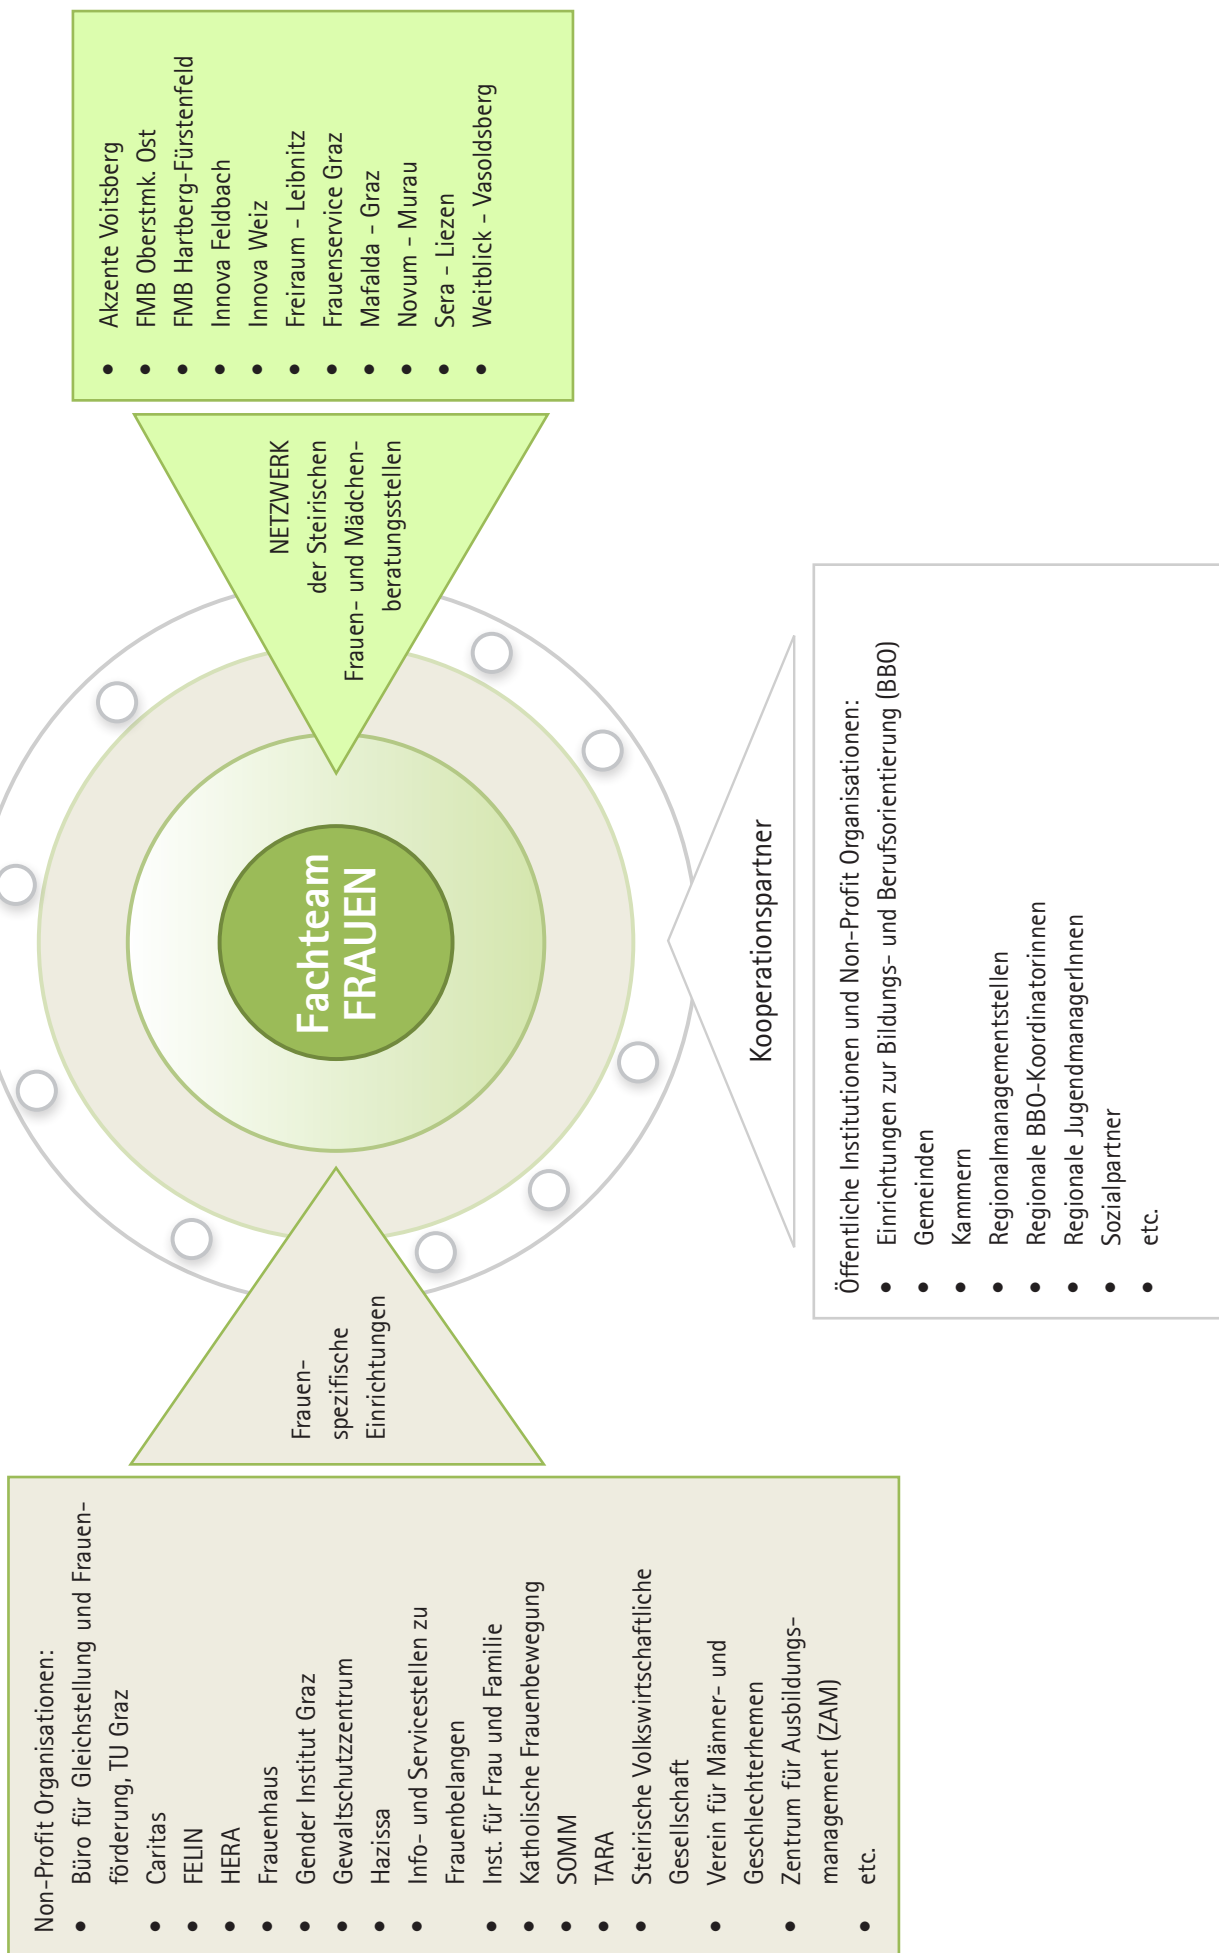 Non-Profit Organisationen:
• Büro für Gleichstellung und Frauen-
förderung, TU Graz
• Caritas
• FELIN
• HERA
• Frauenhaus
• Gender Institut Graz
• Gewaltschutzzentrum
• Hazissa
• Info- und Servicestellen zu
Frauenbelangen
• Inst. für Frau und Familie
• Katholische Frauenbewegung
• SOMM
• TARA
• Steirische Volkswirtschaftliche
Gesellschaft
• Verein für Männer- und
Geschlechterhemen
• Zentrum für Ausbildungs-
management (ZAM)
• etc.
Frauen-
spezifische
Einrichtungen
Fachteam
FRAUEN
NETZWERK
der Steirischen
Frauen- und Mädchen-
beratungsstellen
• Akzente Voitsberg
• FMB Oberstmk. Ost
• FMB Hartberg-Fürstenfeld
• Innova Feldbach
• Innova Weiz
• Freiraum - Leibnitz
• Frauenservice Graz
• Mafalda - Graz
• Novum - Murau
• Sera - Liezen
• Weitblick - Vasoldsberg
Kooperationspartner
Öffentliche Institutionen und Non-Profit Organisationen:
• Einrichtungen zur Bildungs- und Berufsorientierung (BBO)
• Gemeinden
• Kammern
• Regionalmanagementstellen
• Regionale BBO-Koordinatorinnen
• Regionale JugendmanagerInnen
• Sozialpartner
• etc.